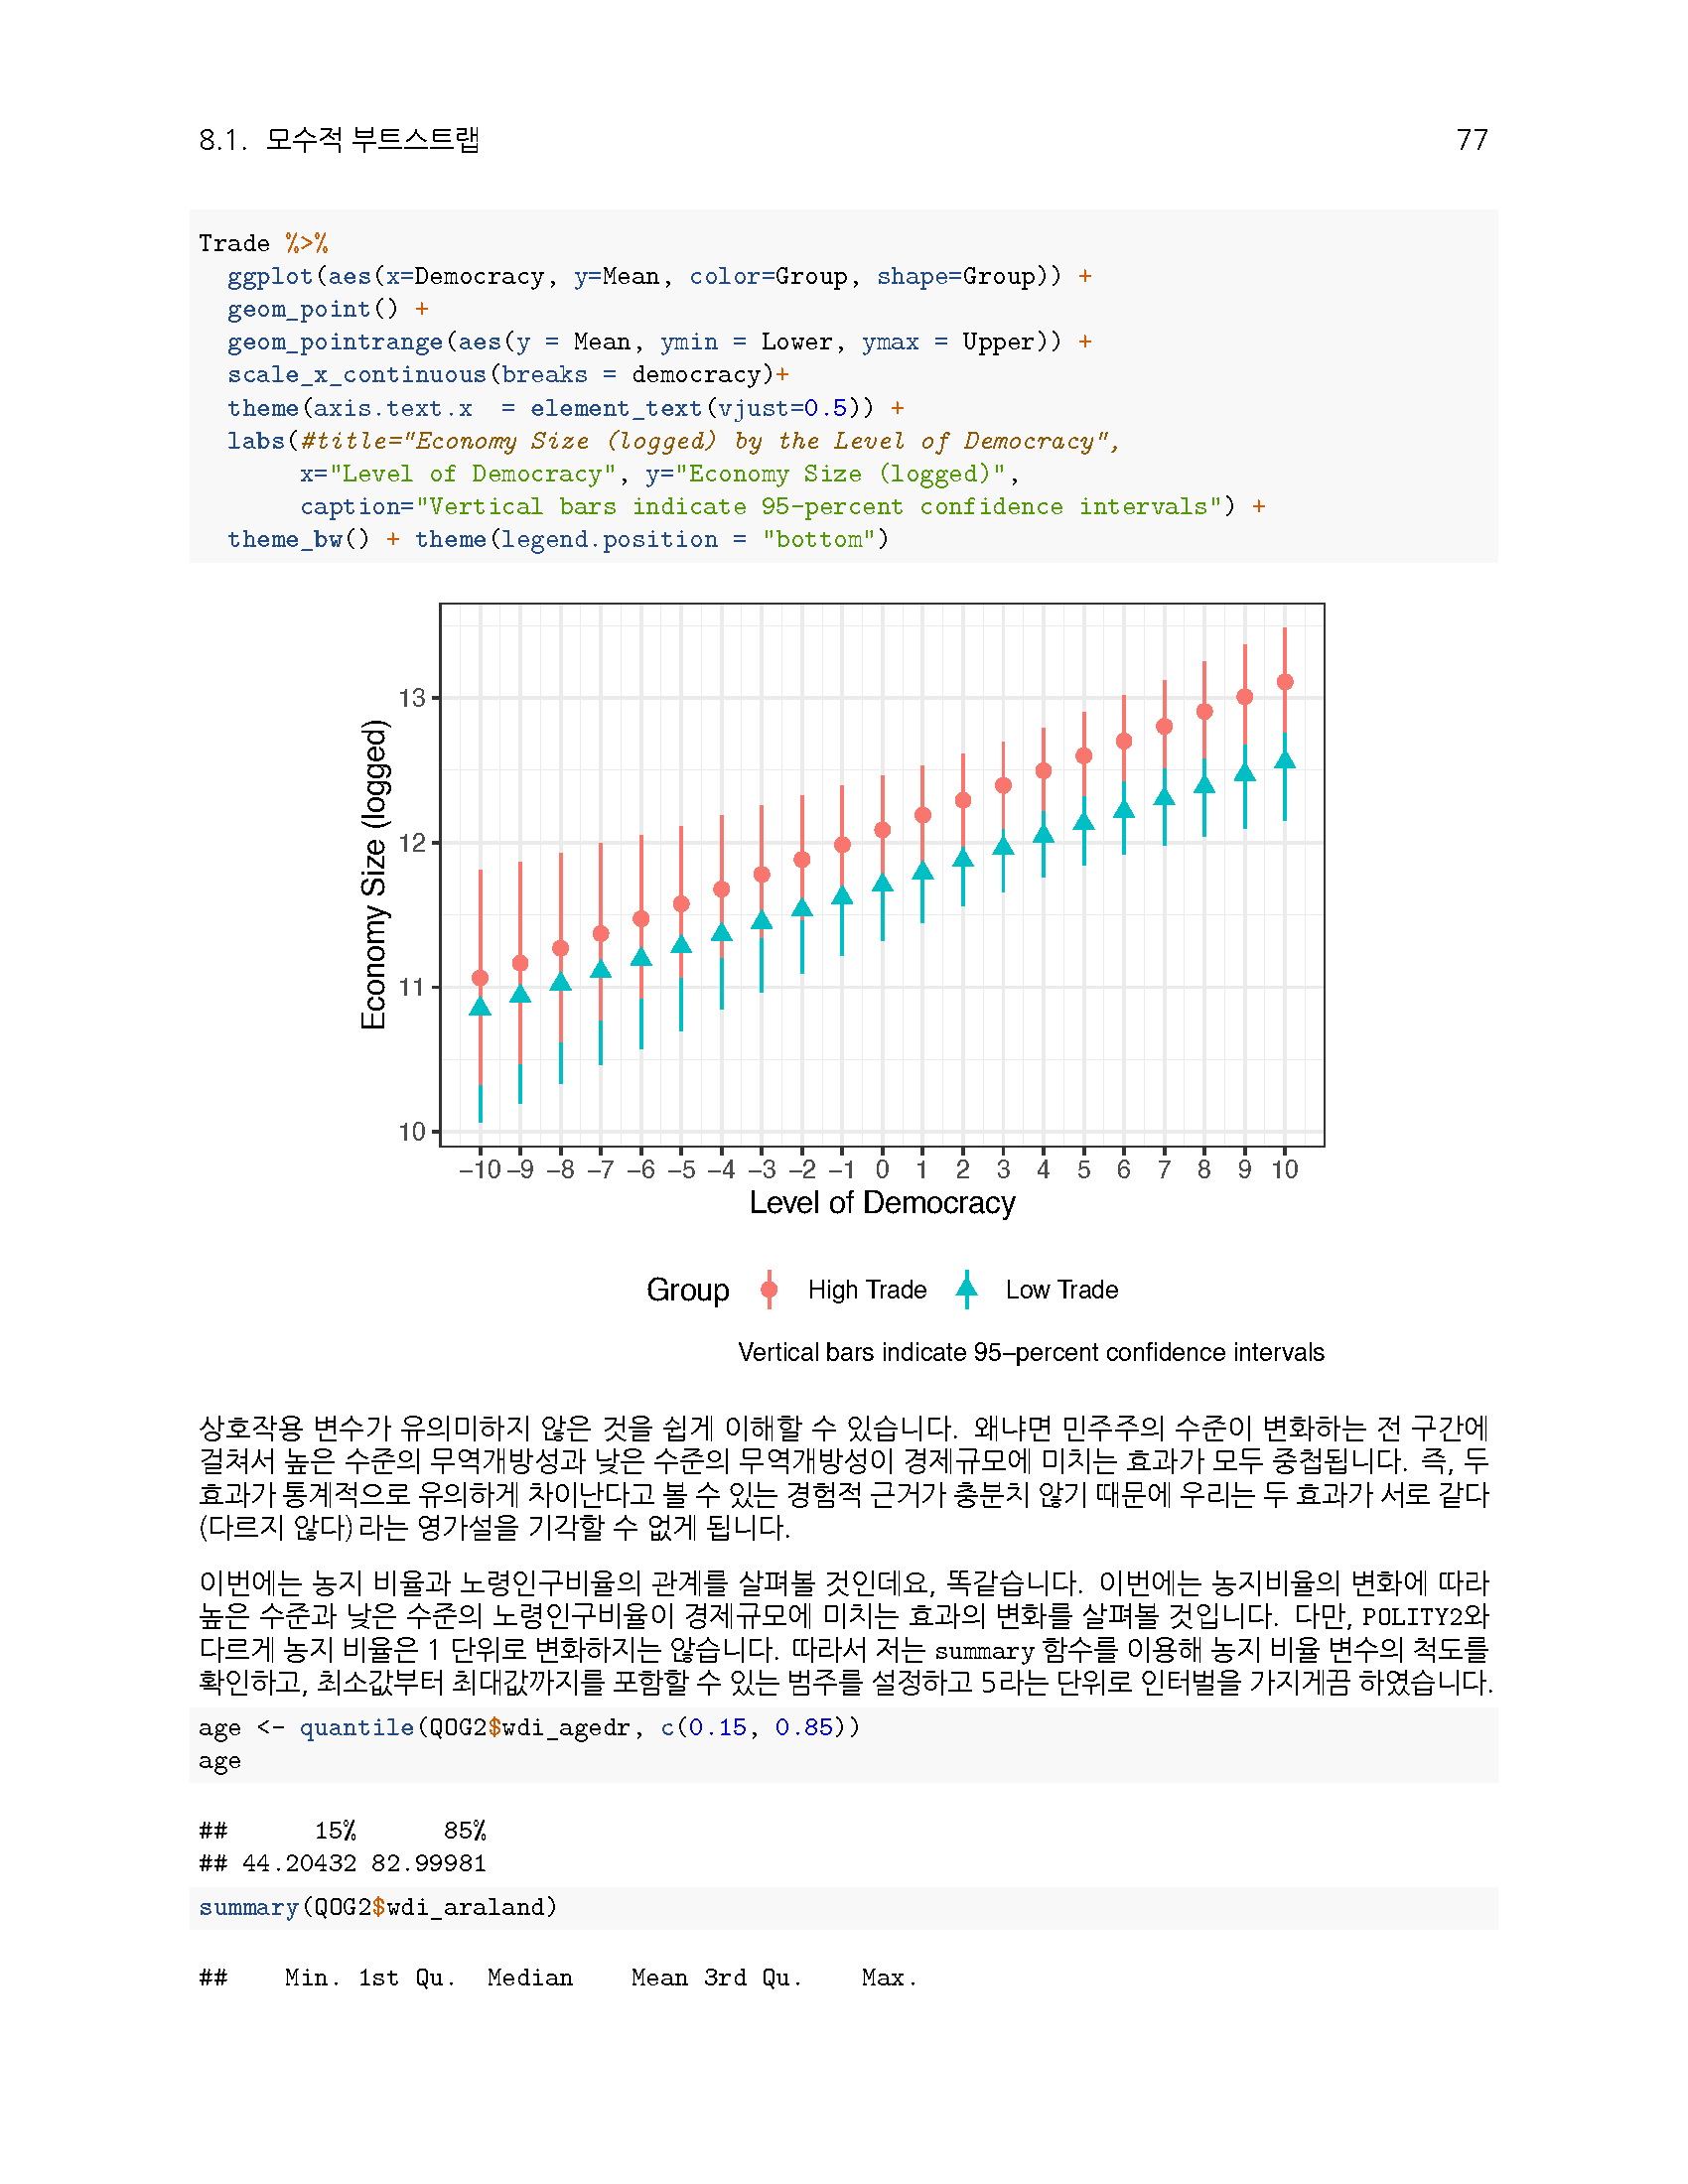 8.1. 모수적 부트스트랩 77
Trade %>%
  ggplot(aes(x=Democracy, y=Mean, color=Group, shape=Group)) +
  geom_point() +
  geom_pointrange(aes(y = Mean, ymin = Lower, ymax = Upper)) +
  scale_x_continuous(breaks = democracy)+
  theme(axis.text.x  = element_text(vjust=0.5)) +
  labs(#title="Economy Size (logged) by the Level of Democracy",
       x="Level of Democracy", y="Economy Size (logged)",
       caption="Vertical bars indicate 95-percent confidence intervals") +
  theme_bw() + theme(legend.position = "bottom")
Economy Size (logged)
13
12
11
10
−10 −9 −8 −7 −6 −5 −4 −3 −2 −1 0 1 2 3 4 5 6 7 8 9 10
Level of Democracy
Group High Trade Low Trade
Vertical bars indicate 95−percent confidence intervals
상호작용 변수가 유의미하지 않은 것을 쉽게 이해할 수 있습니다. 왜냐면 민주주의 수준이 변화하는 전 구간에
걸쳐서 높은 수준의 무역개방성과 낮은 수준의 무역개방성이 경제규모에 미치는 효과가 모두 중첩됩니다. 즉, 두
효과가 통계적으로 유의하게 차이난다고 볼 수 있는 경험적 근거가 충분치 않기 때문에 우리는 두 효과가 서로 같다
(다르지 않다)라는 영가설을 기각할 수 없게 됩니다.
이번에는 농지 비율과 노령인구비율의 관계를 살펴볼 것인데요, 똑같습니다. 이번에는 농지비율의 변화에 따라
높은 수준과 낮은 수준의 노령인구비율이 경제규모에 미치는 효과의 변화를 살펴볼 것입니다. 다만, POLITY2와
다르게 농지 비율은 1 단위로 변화하지는 않습니다. 따라서 저는 summary 함수를 이용해 농지 비율 변수의 척도를
확인하고, 최소값부터 최대값까지를 포함할 수 있는 범주를 설정하고 5라는 단위로 인터벌을 가지게끔 하였습니다.
age <- quantile(QOG2$wdi_agedr, c(0.15, 0.85))
age
##      15%      85%
## 44.20432 82.99981
summary(QOG2$wdi_araland)
##    Min. 1st Qu.  Median    Mean 3rd Qu.    Max.